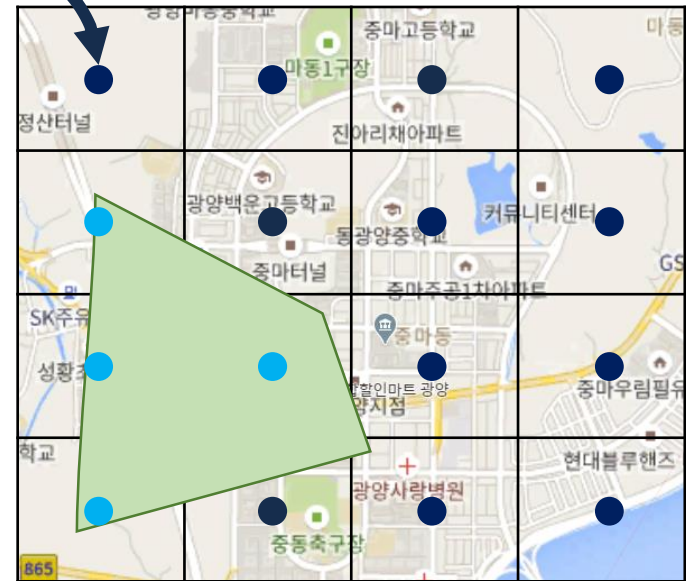 중마고등학교
마동1구장
정산터널
진아리채아파트
광양백운고등학교
커뮤니티센터
동광양중학교
중마터널
GS
중마주공1차아파트
SK주유
중마동
성황초
할인마트 광양
양지점
중마우림필유
학교
현대블루핸즈
광양사랑병원
중동축구장
865